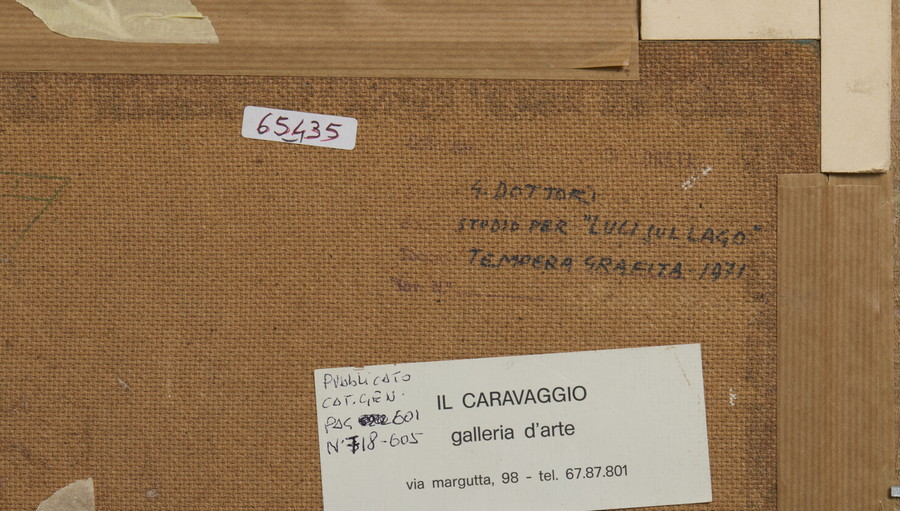 65435
G. DOTTORI
STUDIO PER "LUCI SUL LAGO"
TEMPERA GRAFITA - 1971
PUBBLICATO
CAT. GEN.
PAG 601
N° 718-605
IL CARAVAGGIO
galleria d'arte
via margutta, 98 - tel. 67.87.801